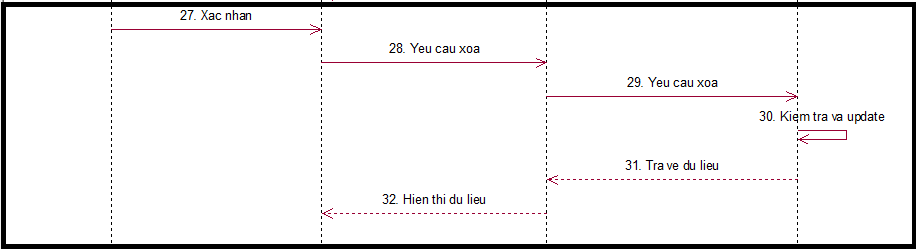 27. Xac nhan
28. Yeu cau xoa
29. Yeu cau xoa
30. Kiem tra va update
31. Tra ve du lieu
32. Hien thi du lieu